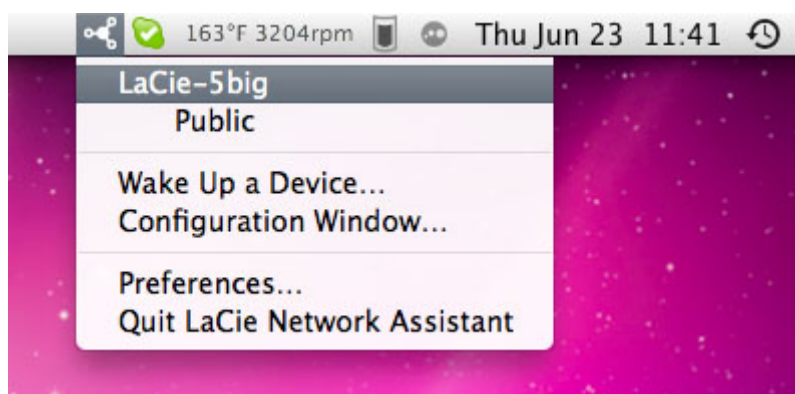 163°F 3204rpm Thu Jun 23 11:41
LaCie-5big
Public
Wake Up a Device...
Configuration Window...
Preferences...
Quit LaCie Network Assistant